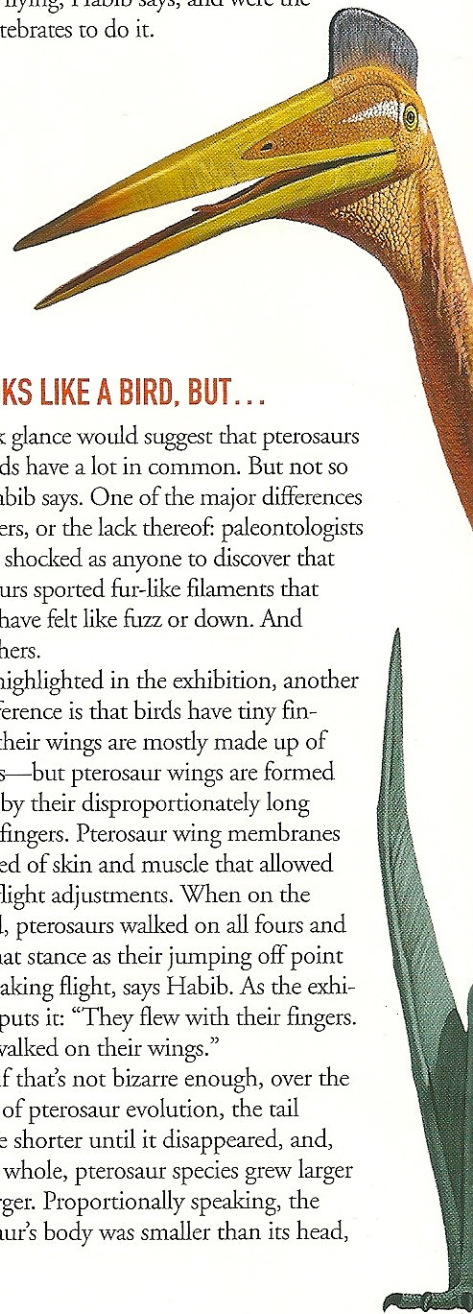 flying, Habib says, and were the
tebrates to do it.
KS LIKE A BIRD, BUT...
k glance would suggest that pterosaurs
ds have a lot in common. But not so
abib says. One of the major differences
ers, or the lack thereof: paleontologists
shocked as anyone to discover that
urs sported fur-like filaments that
have felt like fuzz or down. And
hers.
highlighted in the exhibition, another
ference is that birds have tiny fin-
their wings are mostly made up of
s—but pterosaur wings are formed
by their disproportionately long
fingers. Pterosaur wing membranes
ed of skin and muscle that allowed
flight adjustments. When on the
l, pterosaurs walked on all fours and
hat stance as their jumping off point
aking flight, says Habib. As the exhi-
puts it: “They flew with their fingers.
walked on their wings.”
f that’s not bizarre enough, over the
of pterosaur evolution, the tail
e shorter until it disappeared, and,
whole, pterosaur species grew larger
rger. Proportionally speaking, the
aur’s body was smaller than its head,